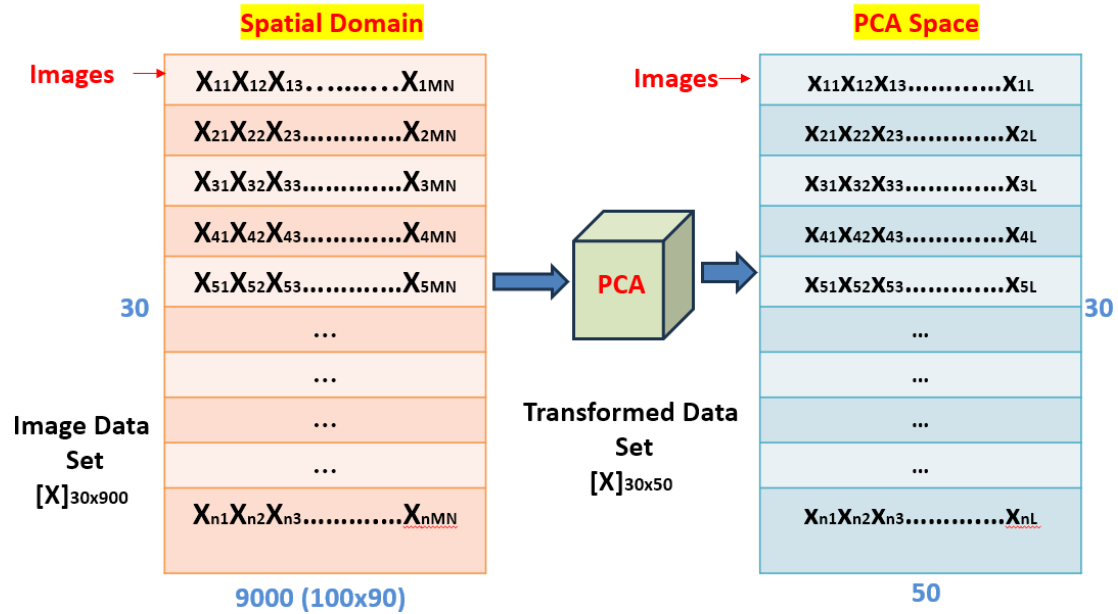 Spatial Domain
Images
X11X12X13…......…X1MN
X21X22X23.............X2MN
X31X32X33.............X3MN
X41X42X43.............X4MN
X51X52X53.............X5MN
...
...
...
...
Xn1Xn2Xn3.............XnMN
30
Image Data
Set
[X]30x900
9000 (100x90)
PCA
Transformed Data
Set
[X]30x50
PCA Space
Images
x11x12x13............x1L
x21x22x23............x2L
x31x32x33............x3L
x41x42x43............x4L
x51x52x53............x5L
...
...
...
...
xn1xn2xn3............xnL
30
50